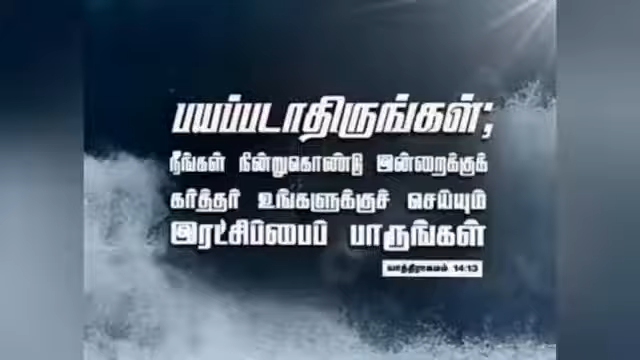 பயப்படாதிருங்கள்;
நீங்கள் நின்றுகொண்டு இன்றைக்குக்
கர்த்தர் உங்களுக்குச் செய்யும்
இரட்சிப்பைப் பாருங்கள்
யாத்திராகமம் 14:13